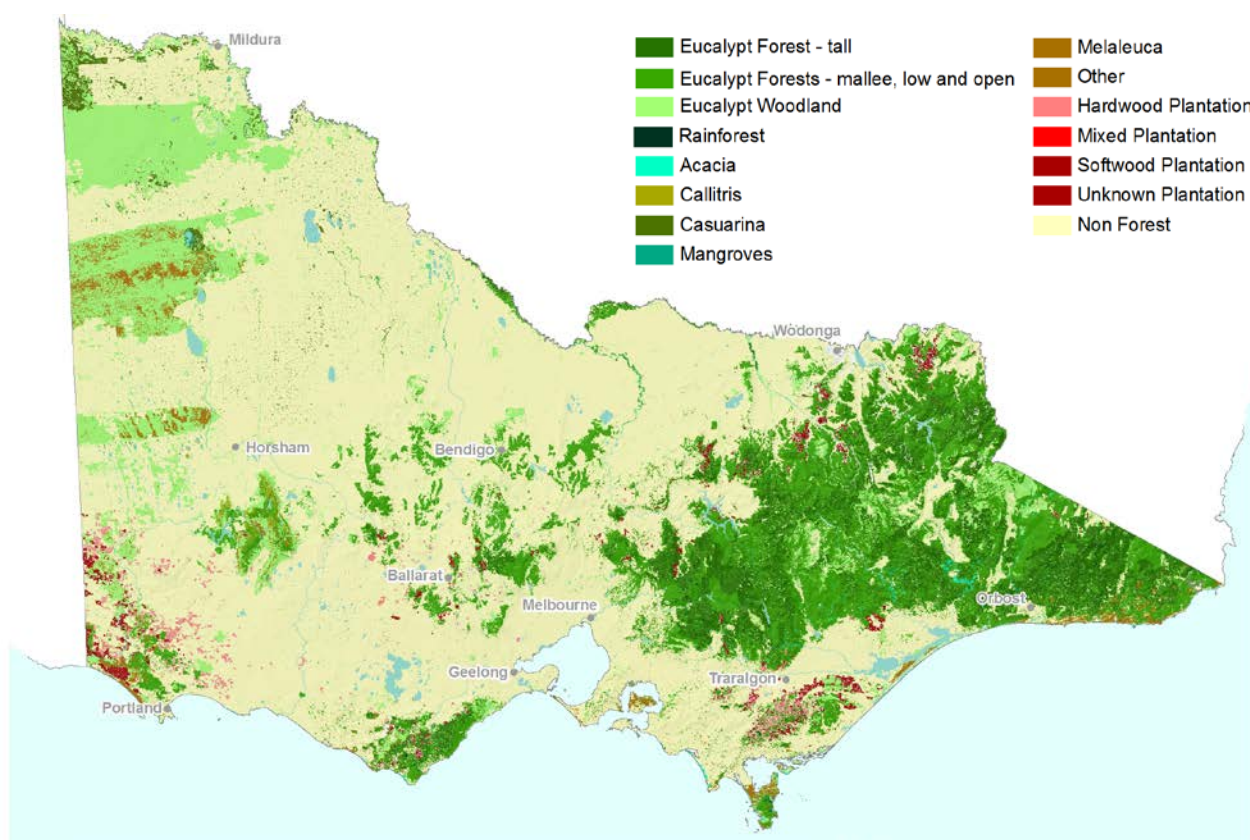 Mildura
Eucalypt Forest - tall
Eucalypt Forests - mallee, low and open
Eucalypt Woodland
Rainforest
Acacia
Callitris
Casuarina
Mangroves
Melaleuca
Other
Hardwood Plantation
Mixed Plantation
Softwood Plantation
Unknown Plantation
Non Forest
Wodonga
Horsham
Bendigo
Ballarat
Melbourne
Orbost
Geelong
Traralgon
Portland